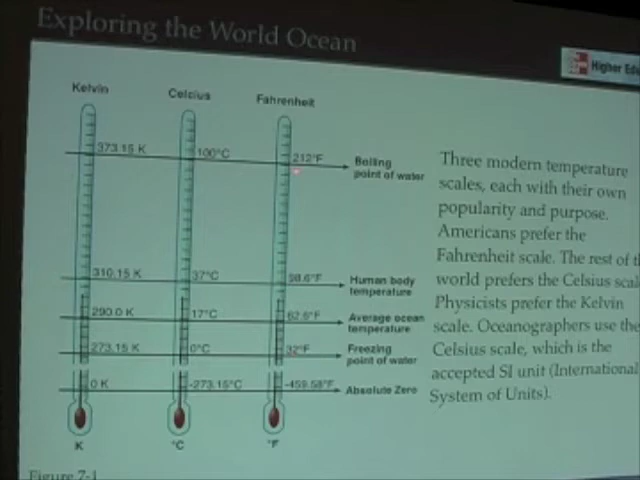 Exploring the World Ocean
Higher Edu
Kelvin
Celcius
Fahrenheit
373.15 K
100°C
212°F
Boiling
point of water
310.15 K
37°C
98.6°F
Human body
temperature
290.0 K
17°C
62.6°F
Average ocean
temperature
273.15 K
0°C
32°F
Freezing
point of water
0 K
-273.15°C
-459.58°F
Absolute Zero
K
°C
°F
Three modern temperature
scales, each with their own
popularity and purpose.
Americans prefer the
Fahrenheit scale. The rest of th
world prefers the Celsius scal
Physicists prefer the Kelvin
scale. Oceanographers use the
Celsius scale, which is the
accepted SI unit (International
System of Units).
Figure 7-1